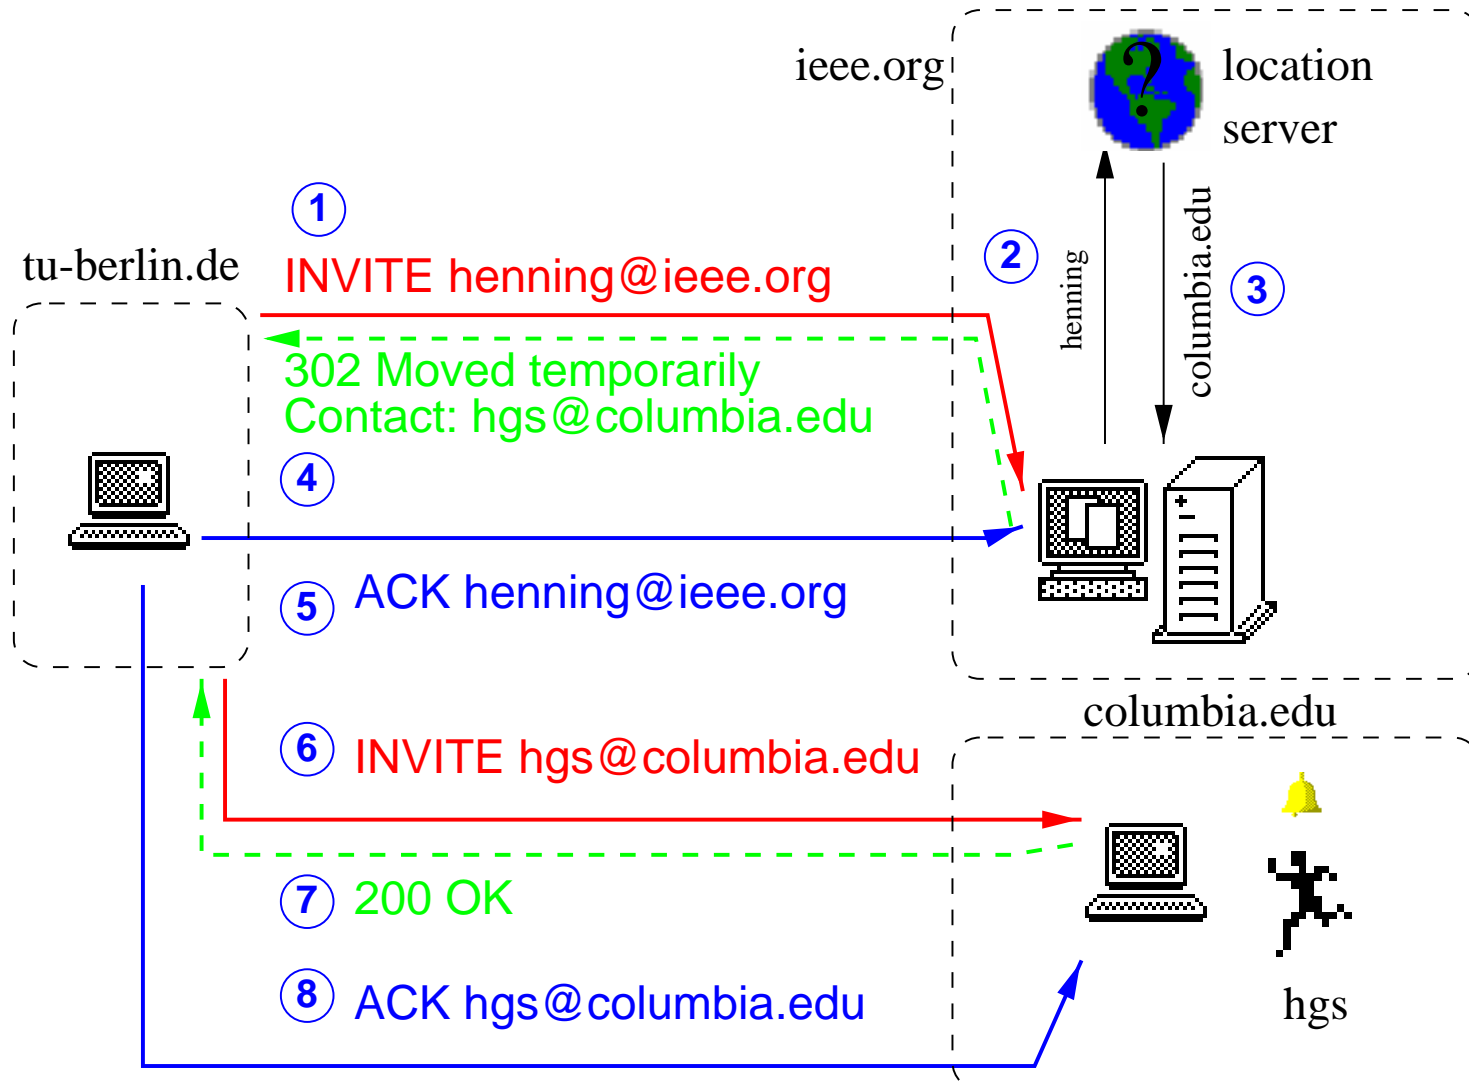 ieee.org
?
location
server
1
tu-berlin.de
INVITE henning@ieee.org
2
henning
columbia.edu
3
302 Moved temporarily
Contact: hgs@columbia.edu
4
5
ACK henning@ieee.org
columbia.edu
6
INVITE hgs@columbia.edu
7
200 OK
8
ACK hgs@columbia.edu
hgs